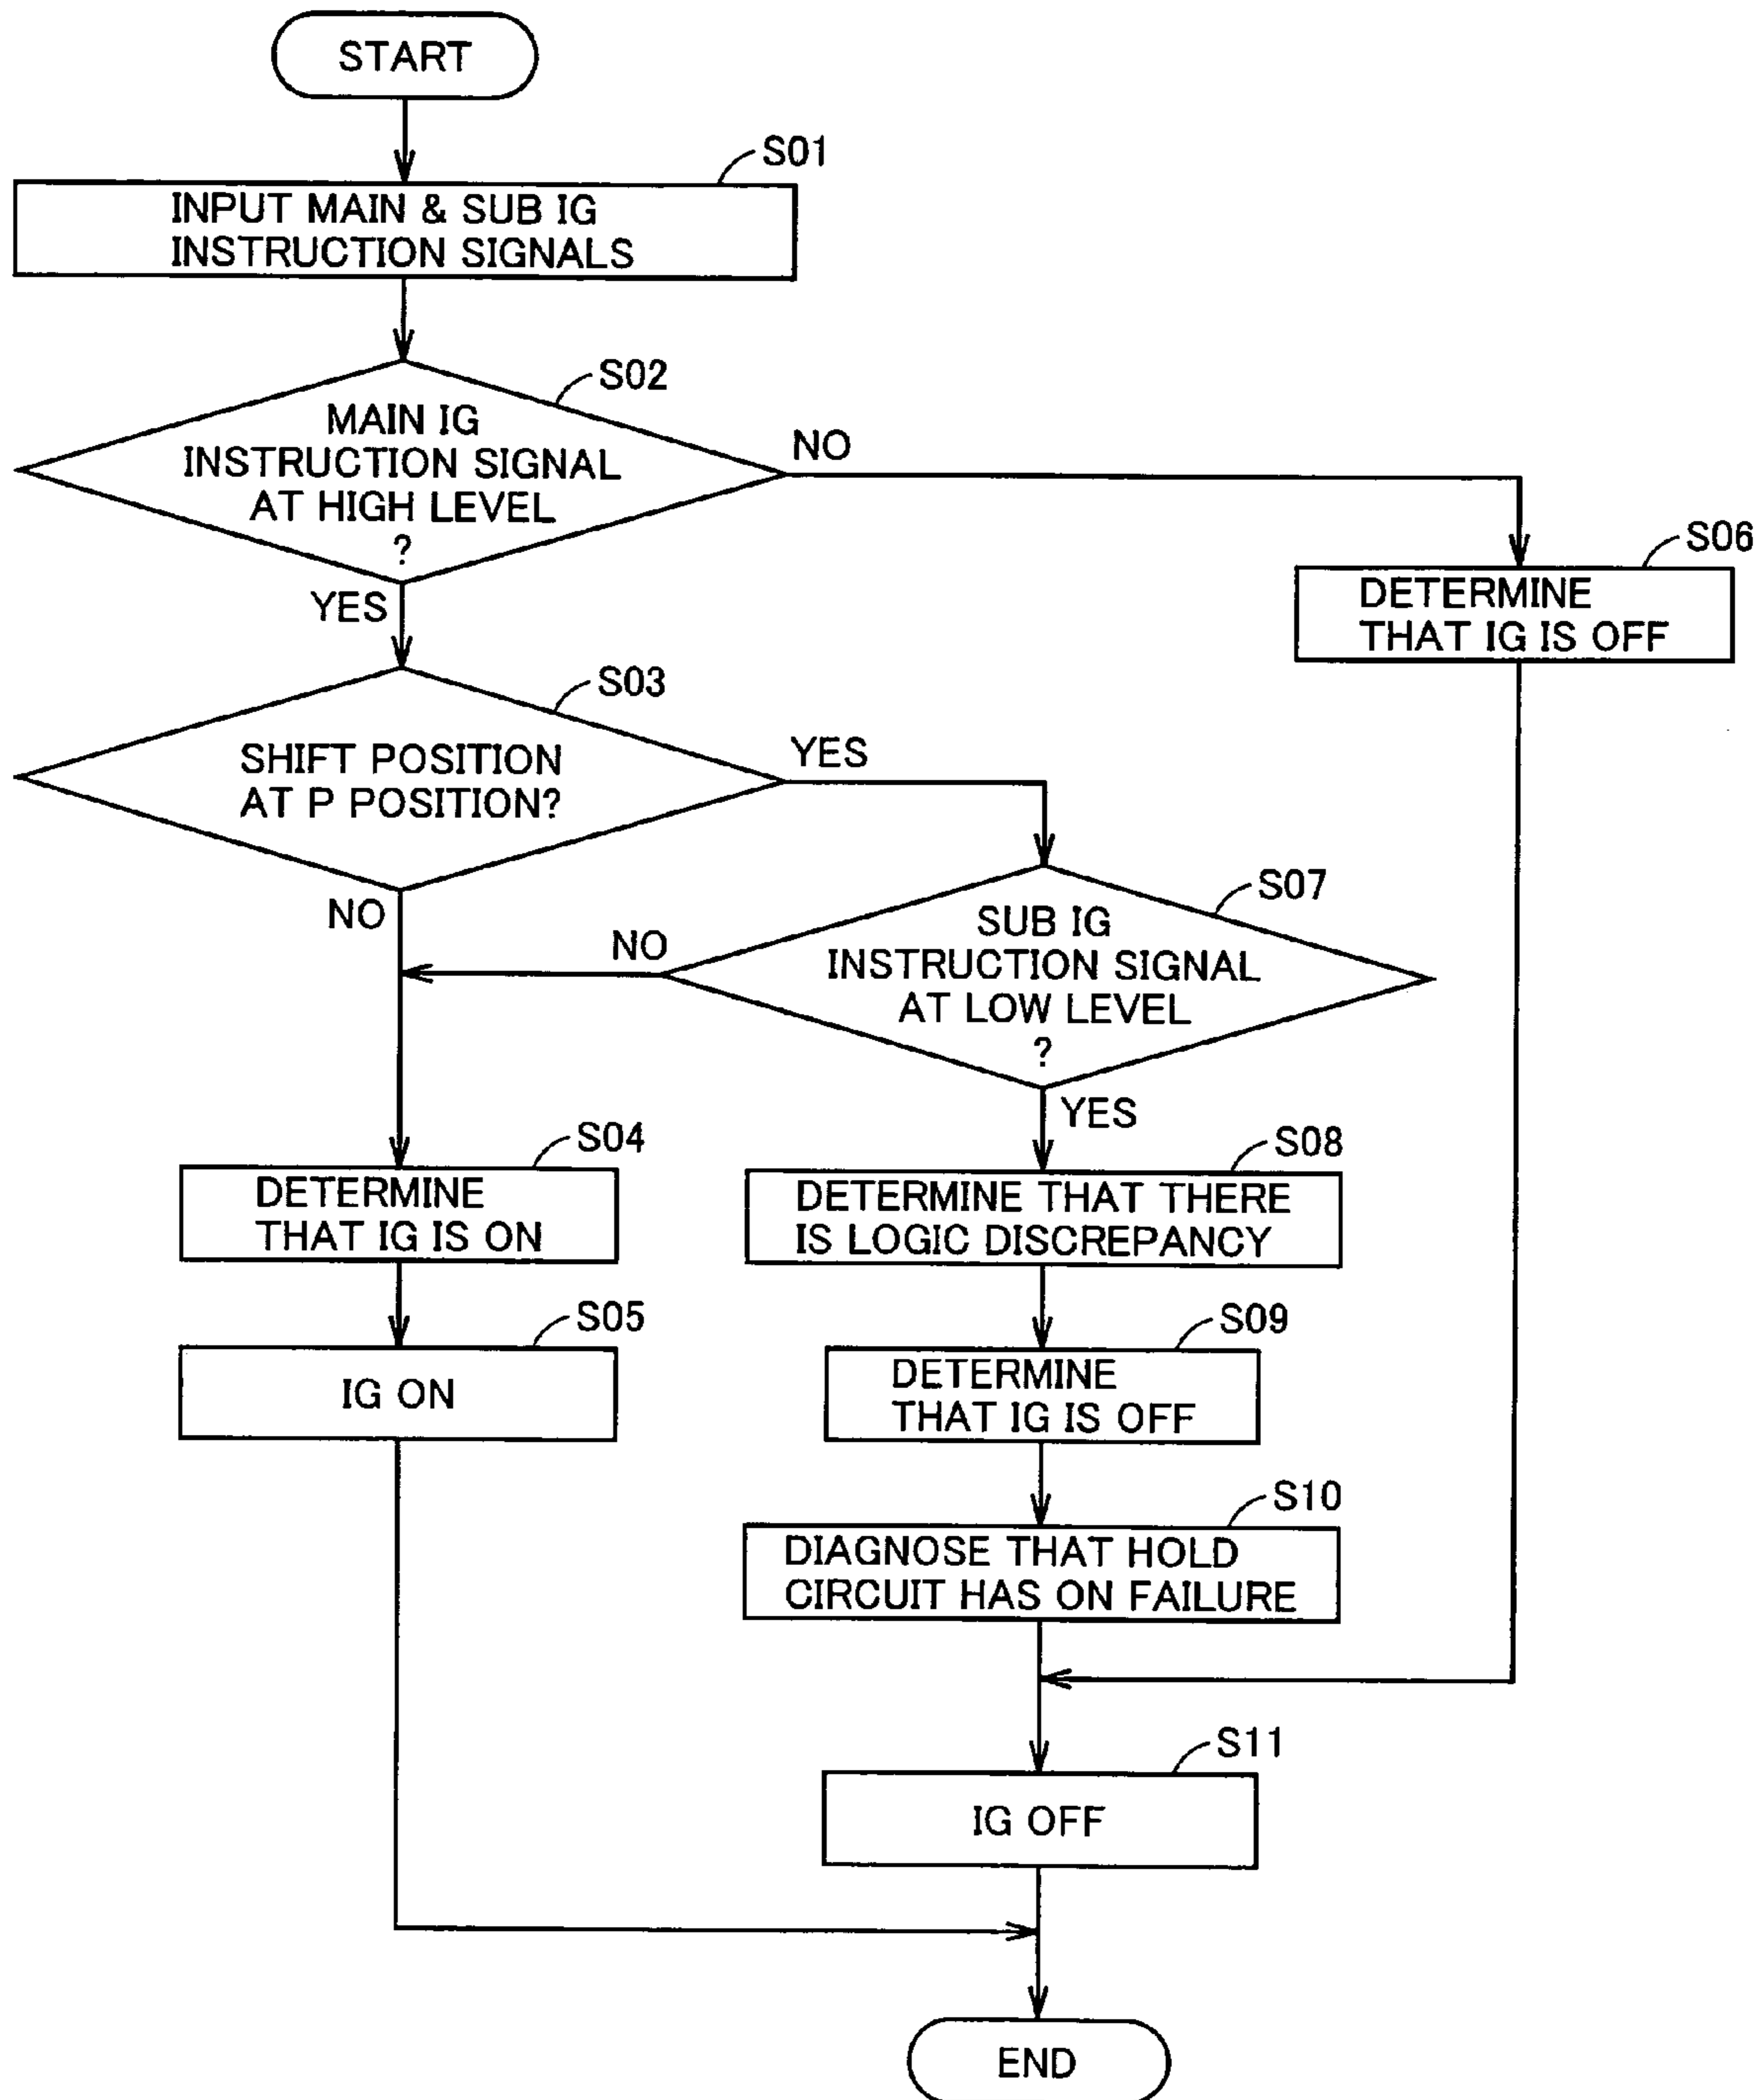 START
S01
INPUT MAIN & SUB IG
INSTRUCTION SIGNALS
S02
MAIN IG
INSTRUCTION SIGNAL
AT HIGH LEVEL
?
NO
YES
S06
DETERMINE
THAT IG IS OFF
S03
SHIFT POSITION
AT P POSITION?
YES
NO
S07
SUB IG
INSTRUCTION SIGNAL
AT LOW LEVEL
?
NO
YES
S04
DETERMINE
THAT IG IS ON
S08
DETERMINE THAT THERE
IS LOGIC DISCREPANCY
S05
IG ON
S09
DETERMINE
THAT IG IS OFF
S10
DIAGNOSE THAT HOLD
CIRCUIT HAS ON FAILURE
S11
IG OFF
END